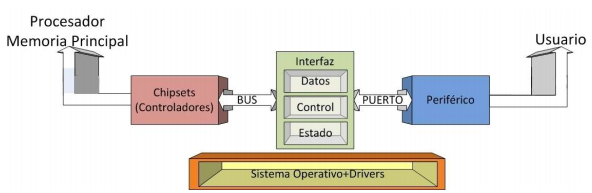 Procesador
Memoria Principal
Usuario
Interfaz
Datos
Chipsets
(Controladores)
BUS
Control
PUERTO
Periférico
Estado
Sistema Operativo+Drivers